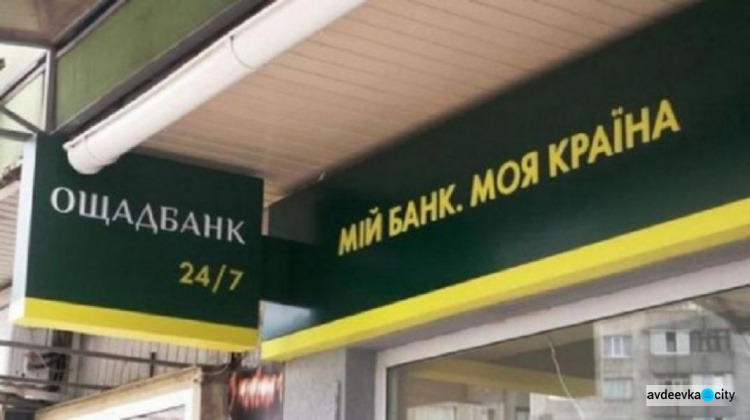 ОЩАДБАНК
24/7
МІЙ БАНК. МОЯ КРАЇНА
avdeevka.city